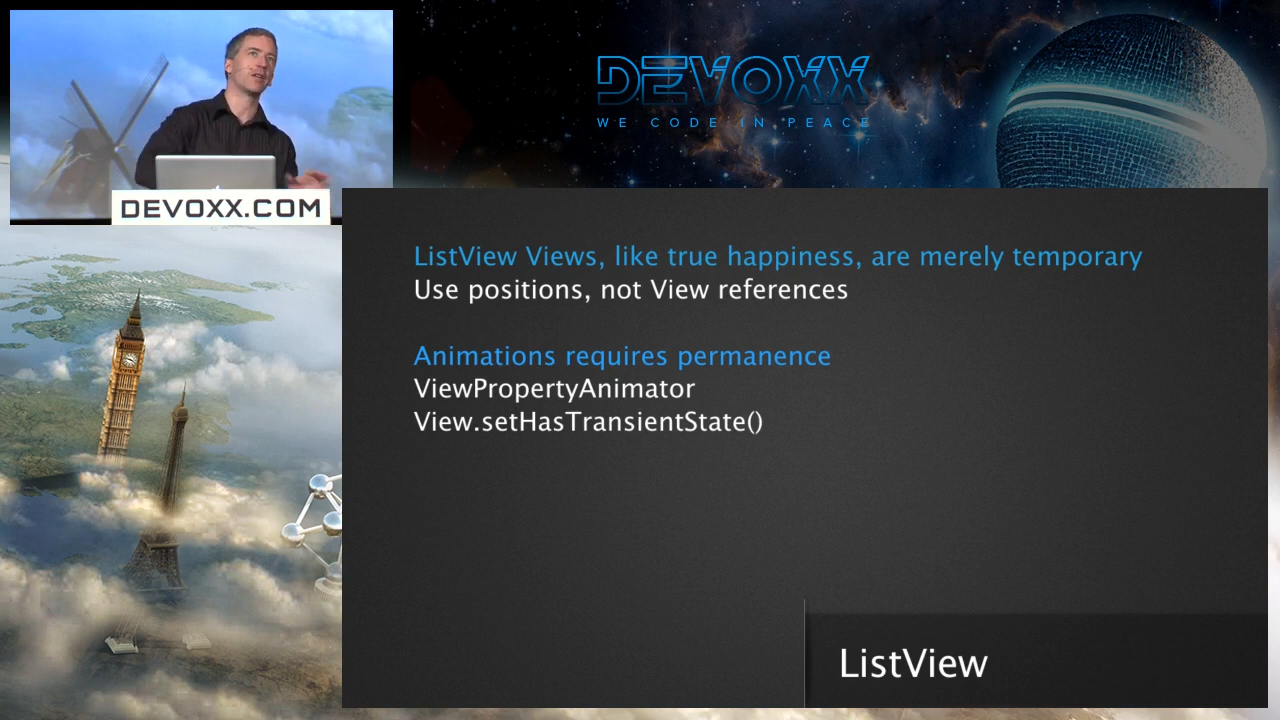 DEVOXX
WE CODE IN PEACE
DEVOXX.COM
ListView Views, like true happiness, are merely temporary
Use positions, not View references
Animations requires permanence
ViewPropertyAnimator
View.setHasTransientState()
ListView